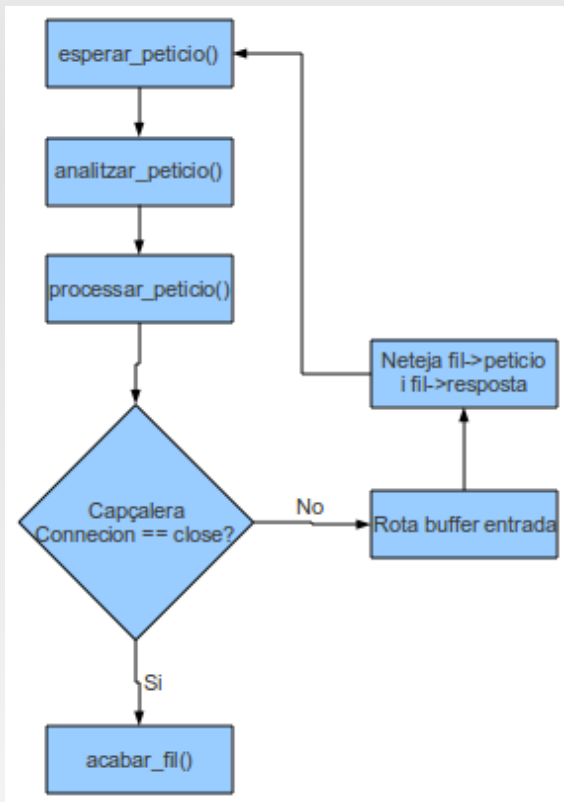 esperar_peticio()
analitzar_peticio()
processar_peticio()
Neteja fil->peticio
i fil->resposta
Capçalera
Connecion == close?
No
Rota buffer entrada
Si
acabar_fil()